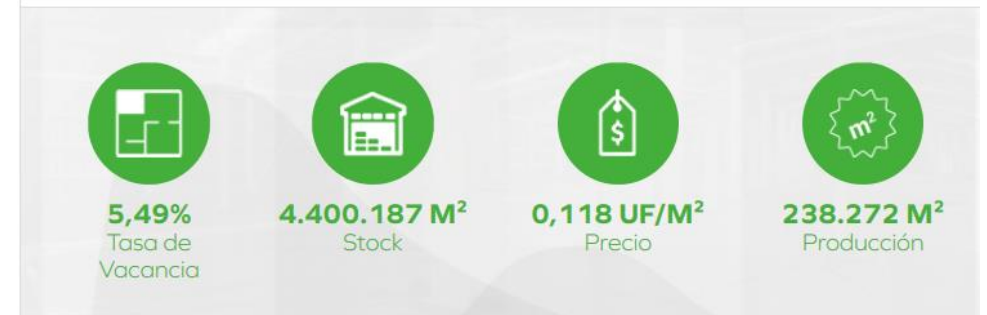 $
m²
5,49%
Tasa de
Vacancia
4.400.187 M²
Stock
0,118 UF/M²
Precio
238.272 M²
Producción